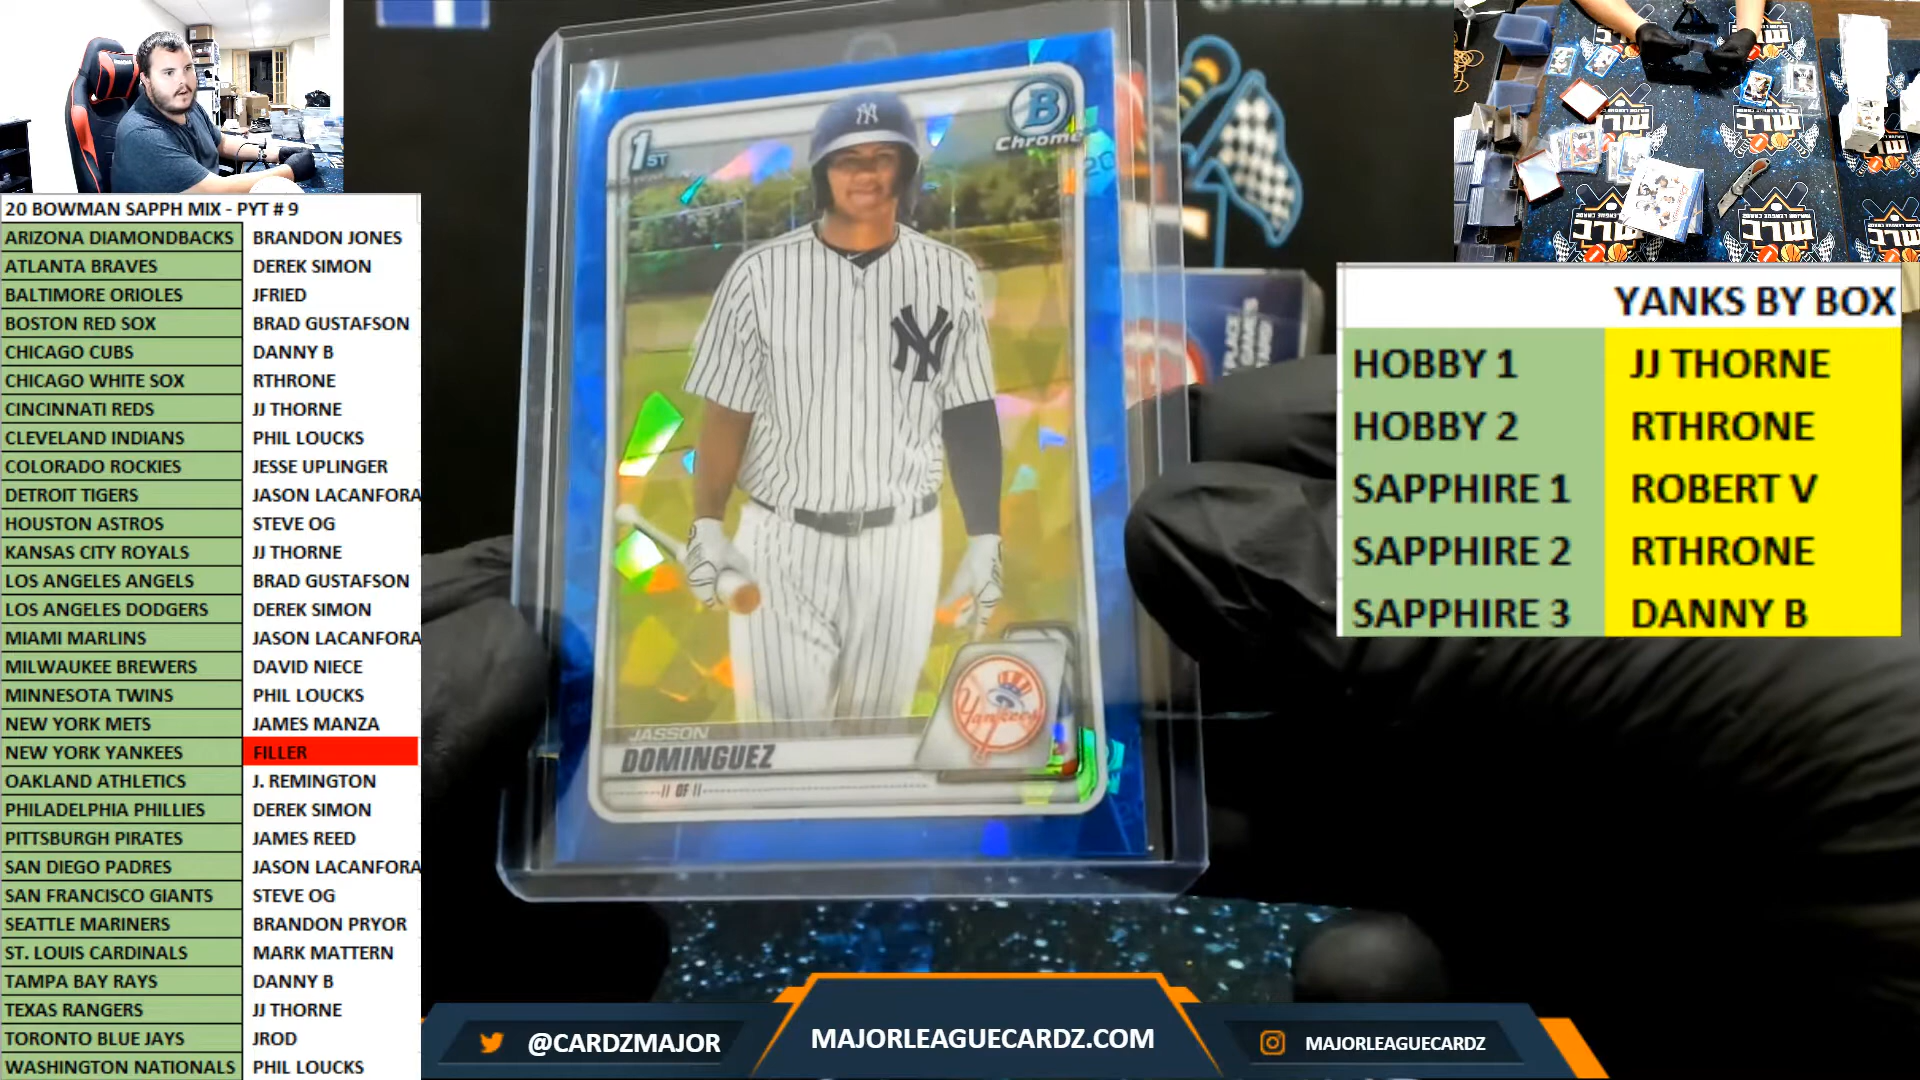 20 BOWMAN SAPPH MIX - PYT # 9
ARIZONA DIAMONDBACKS BRANDON JONES
ATLANTA BRAVES DEREK SIMON
BALTIMORE ORIOLES JFRIED
BOSTON RED SOX BRAD GUSTAFSON
CHICAGO CUBS DANNY B
CHICAGO WHITE SOX RTHRONE
CINCINNATI REDS JJ THORNE
CLEVELAND INDIANS PHIL LOUCKS
COLORADO ROCKIES JESSE UPLINGER
DETROIT TIGERS JASON LACANFORA
HOUSTON ASTROS STEVE OG
KANSAS CITY ROYALS JJ THORNE
LOS ANGELES ANGELS BRAD GUSTAFSON
LOS ANGELES DODGERS DEREK SIMON
MIAMI MARLINS JASON LACANFORA
MILWAUKEE BREWERS DAVID NIECE
MINNESOTA TWINS PHIL LOUCKS
NEW YORK METS JAMES MANZA
NEW YORK YANKEES FILLER
OAKLAND ATHLETICS J. REMINGTON
PHILADELPHIA PHILLIES DEREK SIMON
PITTSBURGH PIRATES JAMES REED
SAN DIEGO PADRES JASON LACANFORA
SAN FRANCISCO GIANTS STEVE OG
SEATTLE MARINERS BRANDON PRYOR
ST. LOUIS CARDINALS MARK MATTERN
TAMPA BAY RAYS DANNY B
TEXAS RANGERS JJ THORNE
TORONTO BLUE JAYS JROD
WASHINGTON NATIONALS PHIL LOUCKS
1ST
B
Chrome
NY
NY
Yankees
JASSON
DOMINGUEZ
OF
YANKS BY BOX
HOBBY 1 JJ THORNE
HOBBY 2 RTHRONE
SAPPHIRE 1 ROBERT V
SAPPHIRE 2 RTHRONE
SAPPHIRE 3 DANNY B
@CARDZMAJOR
MAJORLEAGUECARDZ.COM
MAJORLEAGUECARDZ